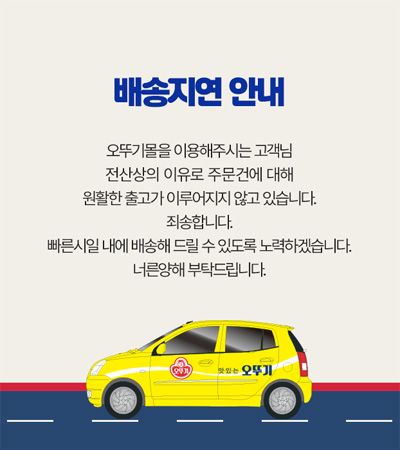 배송지연 안내
오뚜기몰을 이용해주시는 고객님
전산상의 이유로 주문건에 대해
원활한 출고가 이루어지지 않고 있습니다.
죄송합니다.
빠른시일 내에 배송해 드릴 수 있도록 노력하겠습니다.
너른양해 부탁드립니다.
오뚜기
맛있는 오뚜기